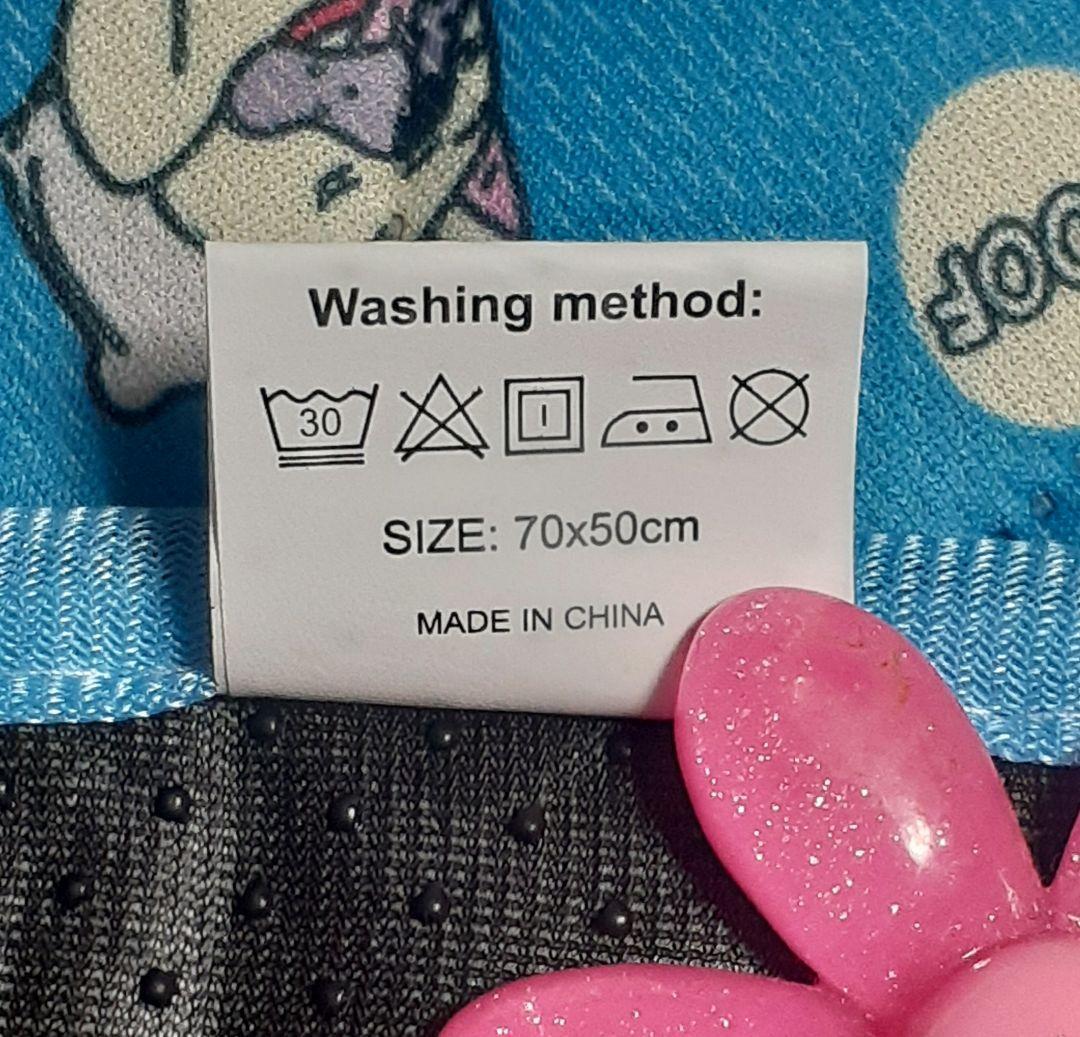 Washing method:
30
SIZE: 70x50cm
MADE IN CHINA